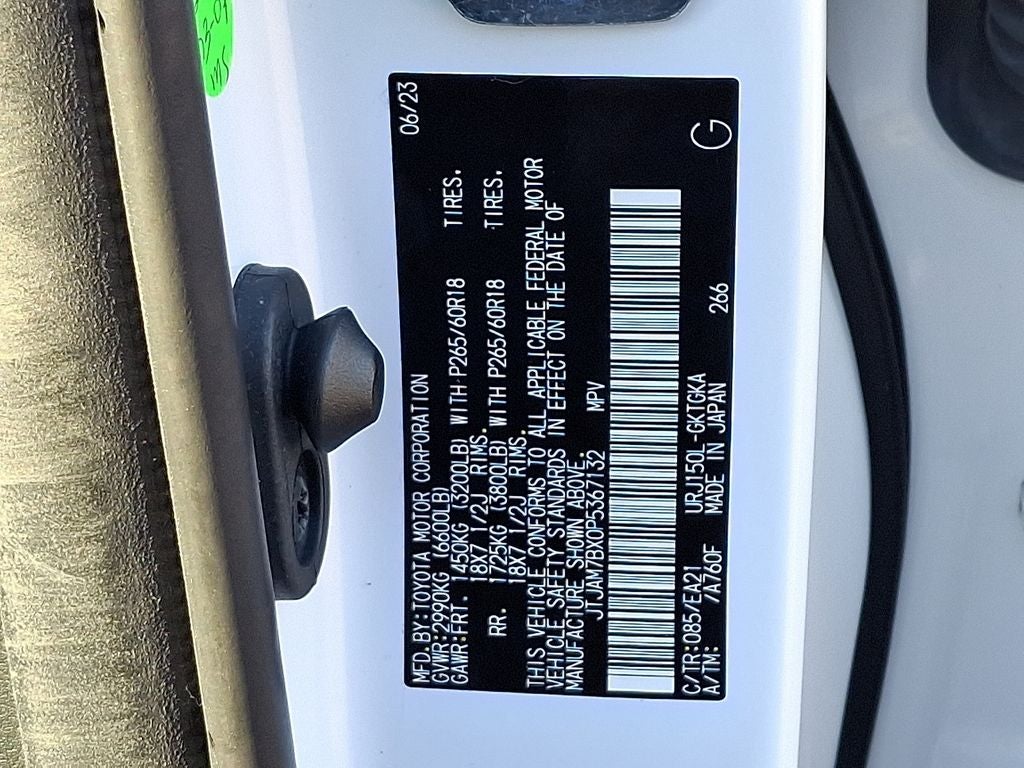 MFD.BY:TOYOTA MOTOR CORPORATION 06/23
GVWR:2990KG (6600LB)
GAWR:FRT. 1450KG (3200LB) WITH P265/60R18 TIRES.
18X7 1/2J RIMS.
RR. 1725KG (3800LB) WITH P265/60R18 TIRES.
18X7 1/2J RIMS.
THIS VEHICLE CONFORMS TO ALL APPLICABLE FEDERAL MOTOR
VEHICLE SAFETY STANDARDS IN EFFECT ON THE DATE OF
MANUFACTURE SHOWN ABOVE.
JTJAM7BX0P5367132 MPV
C/TR:085/EA21 URJ150L-GKTGKA
A/TM: /A760F MADE IN JAPAN 266 G